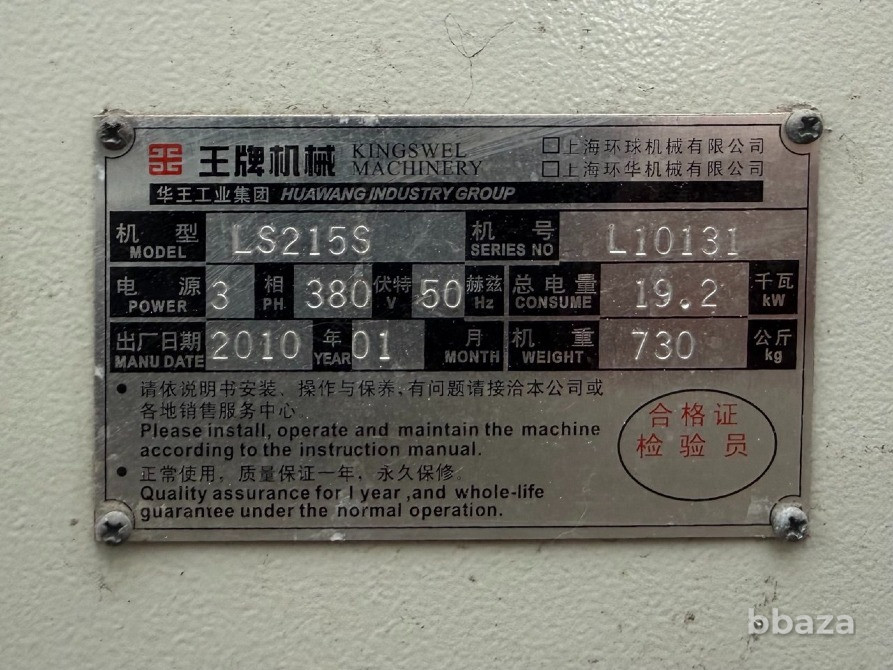 王牌机械 KINGSWEL MACHINERY
□上海环球机械有限公司
□上海环华机械有限公司
华王工业集团 HUAWANG INDUSTRY GROUP
机型 MODEL LS215S 机号 SERIES NO L10131
电源 POWER 3 相 PH 380 伏特 V 50 赫兹 Hz 总电量 CONSUME 19.2 千瓦 kW
出厂日期 MANU DATE 2010 年 YEAR 01 月 MONTH 机重 WEIGHT 730 公斤 kg
● 请依说明书安装、操作与保养,有问题请接洽本公司或
各地销售服务中心
Please install, operate and maintain the machine
according to the instruction manual.
● 正常使用，质量保证一年，永久保修。
Quality assurance for 1 year ,and whole-life
guarantee under the normal operation.
合格证
检验员
bbaza